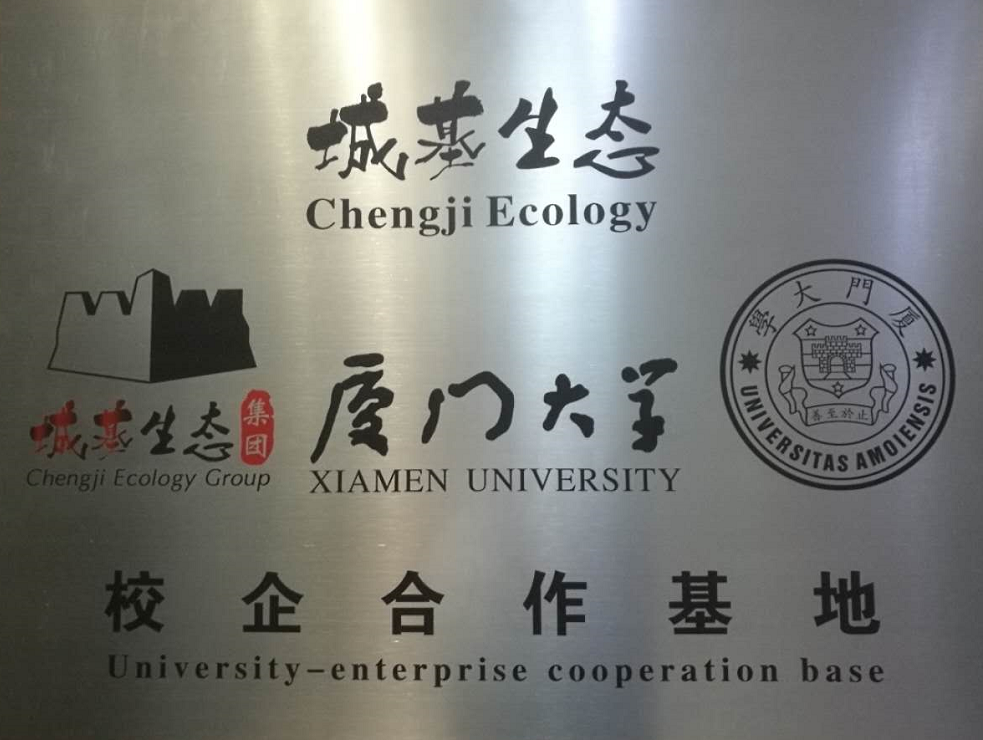 城基生态
Chengji Ecology
城基生态 集团
Chengji Ecology Group
厦门大学
XIAMEN UNIVERSITY
廈門大學
止於至善
UNIVERSITAS AMOIENSIS
校企合作基地
University-enterprise cooperation base